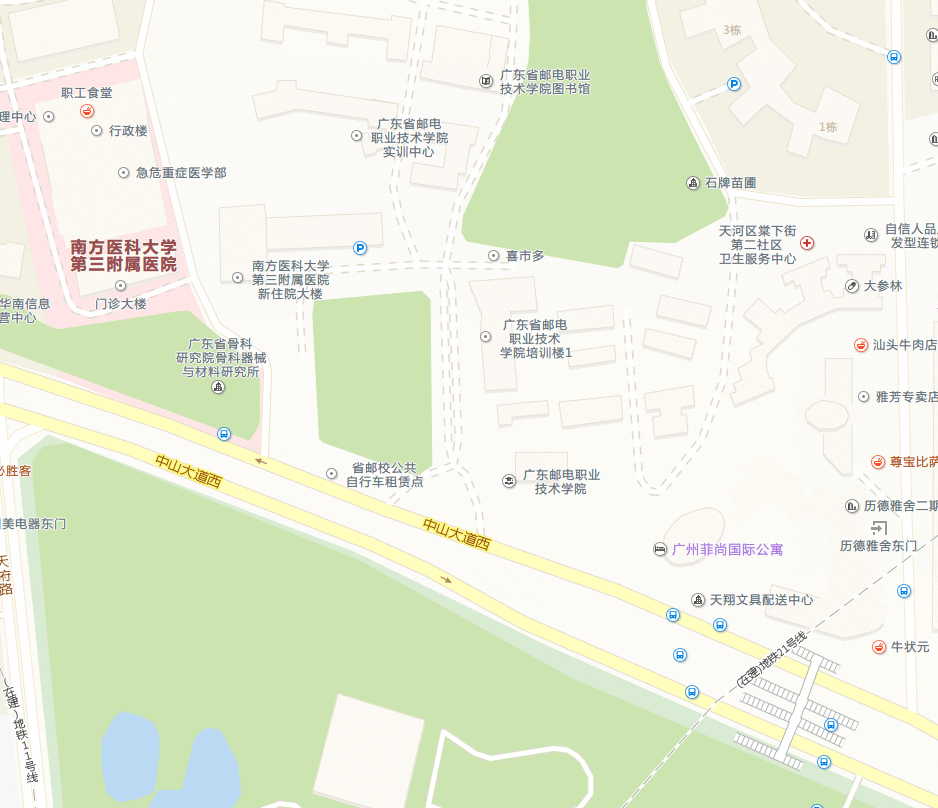 3栋
广东省邮电职业
技术学院图书馆
职工食堂
理中心
行政楼
广东省邮电
职业技术学院
实训中心
1栋
急危重症医学部
石牌苗圃
南方医科大学
第三附属医院
天河区棠下街
第二社区
卫生服务中心
自信人品
发型连锁
喜市多
南方医科大学
第三附属医院
新住院大楼
大参林
门诊大楼
华南信息
营中心
广东省邮电
职业技术
学院培训楼1
广东省骨科
研究院骨科器械
与材料研究所
汕头牛肉店
雅芳专卖店
中山大道西
省邮校公共
自行车租赁点
广东邮电职业
技术学院
必胜客
尊宝比萨
历德雅舍二期
美电器东门
中山大道西
历德雅舍东门
广州菲尚国际公寓
天府路
天翔文具配送中心
牛状元
(在建)地铁21号线
(在建)地铁11号线